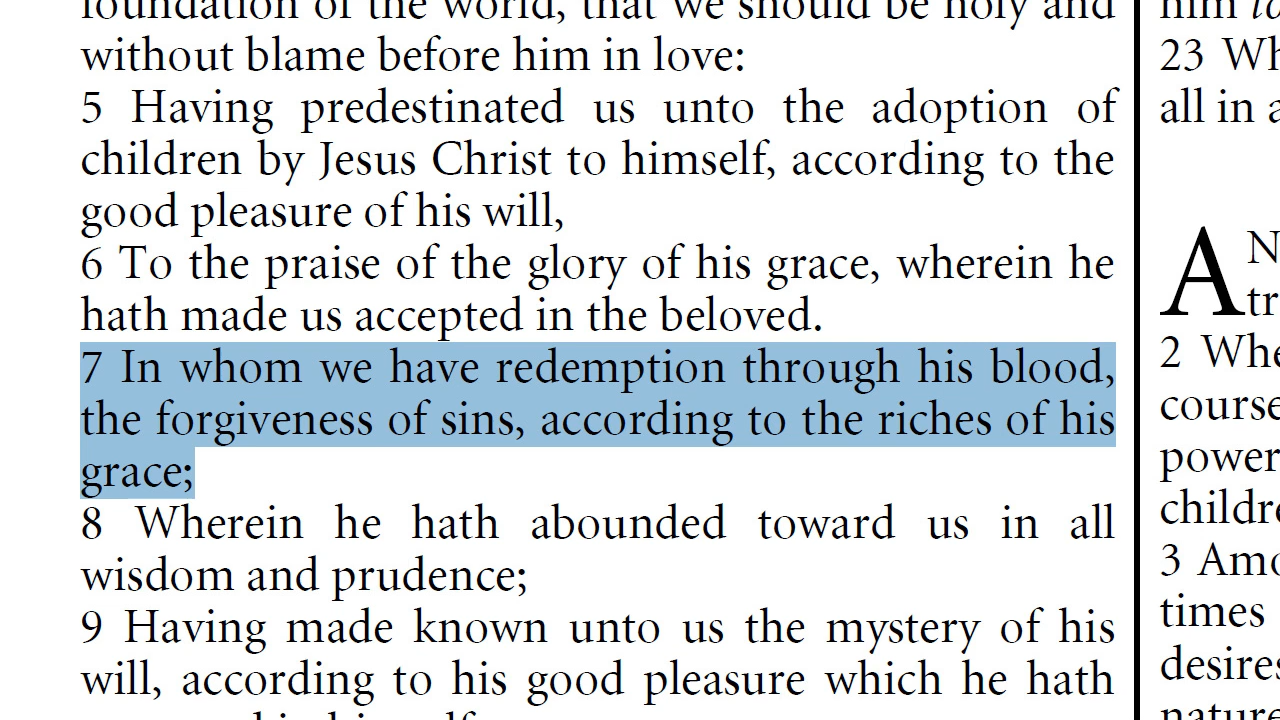 foundation of the world, that we should be holy and
without blame before him in love:
5 Having predestinated us unto the adoption of
children by Jesus Christ to himself, according to the
good pleasure of his will,
6 To the praise of the glory of his grace, wherein he
hath made us accepted in the beloved.
7 In whom we have redemption through his blood,
the forgiveness of sins, according to the riches of his
grace;
8 Wherein he hath abounded toward us in all
wisdom and prudence;
9 Having made known unto us the mystery of his
will, according to his good pleasure which he hath
him
23
all in
A
2
course
power
3
times